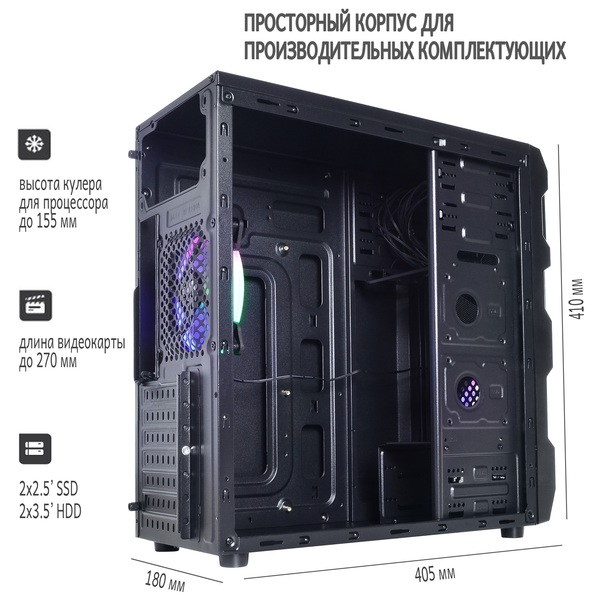 ПРОСТОРНЫЙ КОРПУС ДЛЯ
ПРОИЗВОДИТЕЛЬНЫХ КОМПЛЕКТУЮЩИХ
высота кулера
для процессора
до 155 мм
длина видеокарты
до 270 мм
2x2.5' SSD
2x3.5' HDD
410 мм
180 мм
405 мм